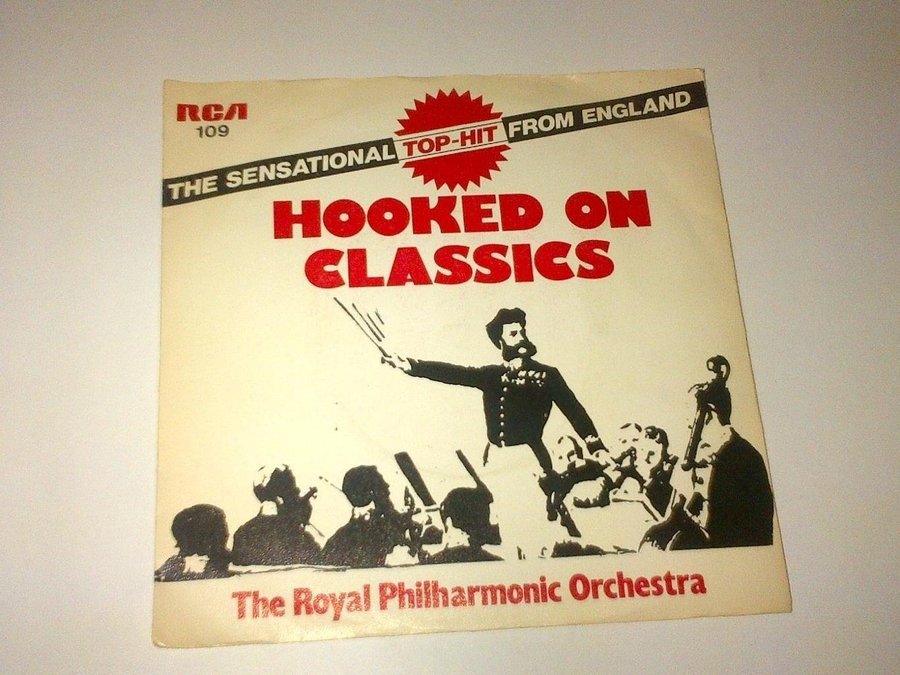 RCA
109
THE SENSATIONAL TOP-HIT FROM ENGLAND
HOOKED ON
CLASSICS
The Royal Philharmonic Orchestra